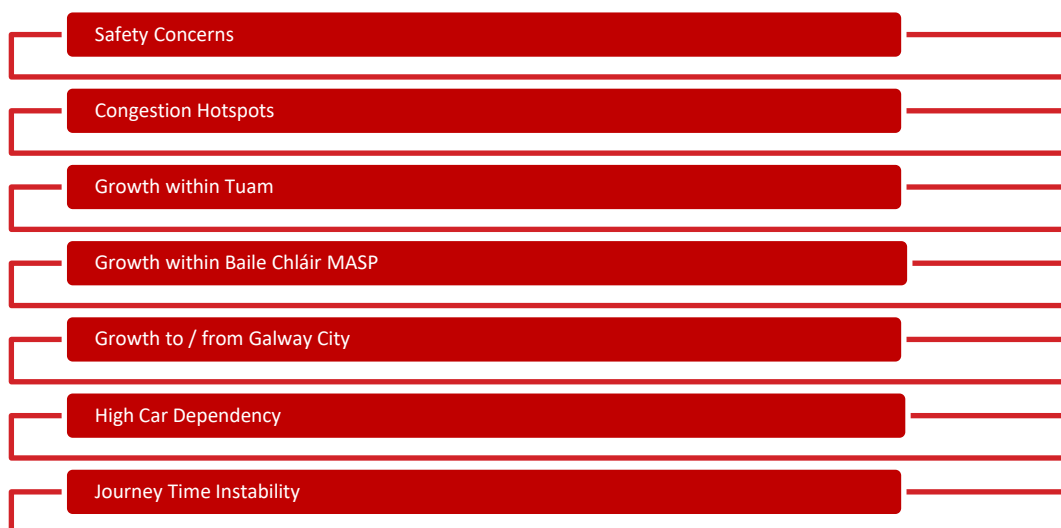 Safety Concerns
Congestion Hotspots
Growth within Tuam
Growth within Baile Chláir MASP
Growth to / from Galway City
High Car Dependency
Journey Time Instability